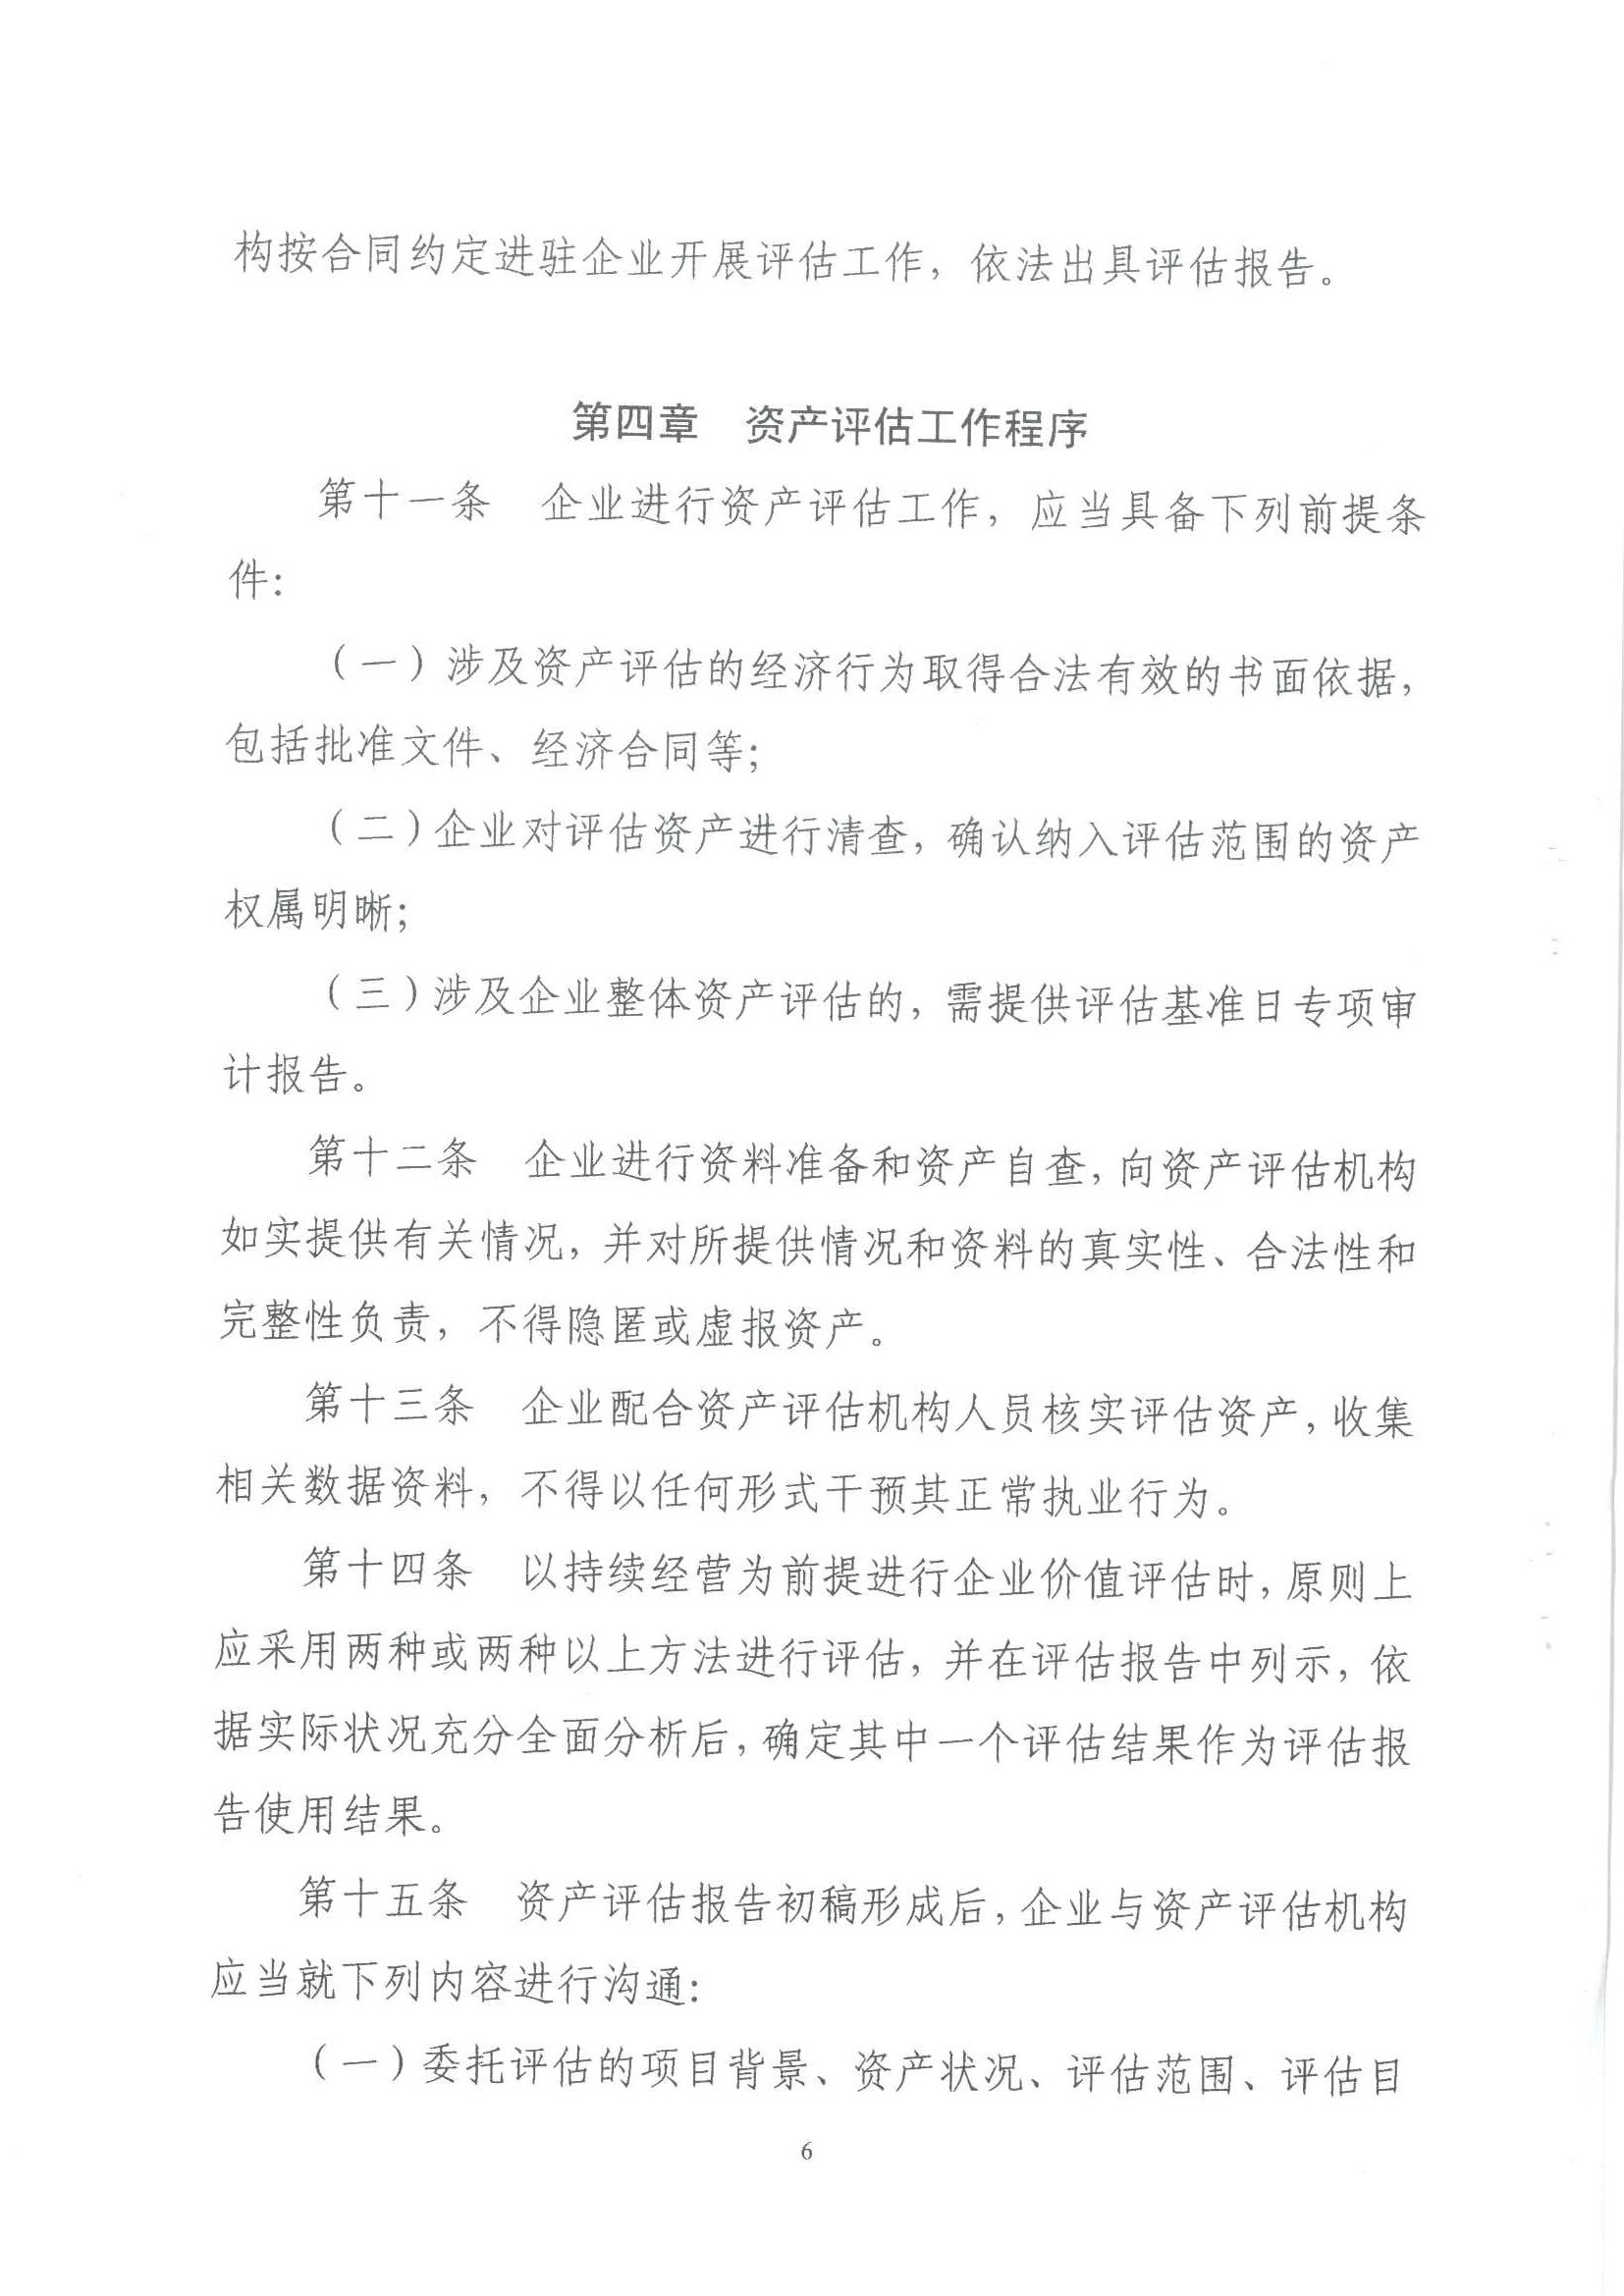 构按合同约定进驻企业开展评估工作，依法出具评估报告。
第四章　资产评估工作程序
第十一条　企业进行资产评估工作，应当具备下列前提条
件：
（一）涉及资产评估的经济行为取得合法有效的书面依据，
包括批准文件、经济合同等；
（二）企业对评估资产进行清查，确认纳入评估范围的资产
权属明晰；
（三）涉及企业整体资产评估的，需提供评估基准日专项审
计报告。
第十二条　企业进行资料准备和资产自查，向资产评估机构
如实提供有关情况，并对所提供情况和资料的真实性、合法性和
完整性负责，不得隐匿或虚报资产。
第十三条　企业配合资产评估机构人员核实评估资产，收集
相关数据资料，不得以任何形式干预其正常执业行为。
第十四条　以持续经营为前提进行企业价值评估时，原则上
应采用两种或两种以上方法进行评估，并在评估报告中列示，依
据实际状况充分全面分析后，确定其中一个评估结果作为评估报
告使用结果。
第十五条　资产评估报告初稿形成后，企业与资产评估机构
应当就下列内容进行沟通：
（一）委托评估的项目背景、资产状况、评估范围、评估目
6